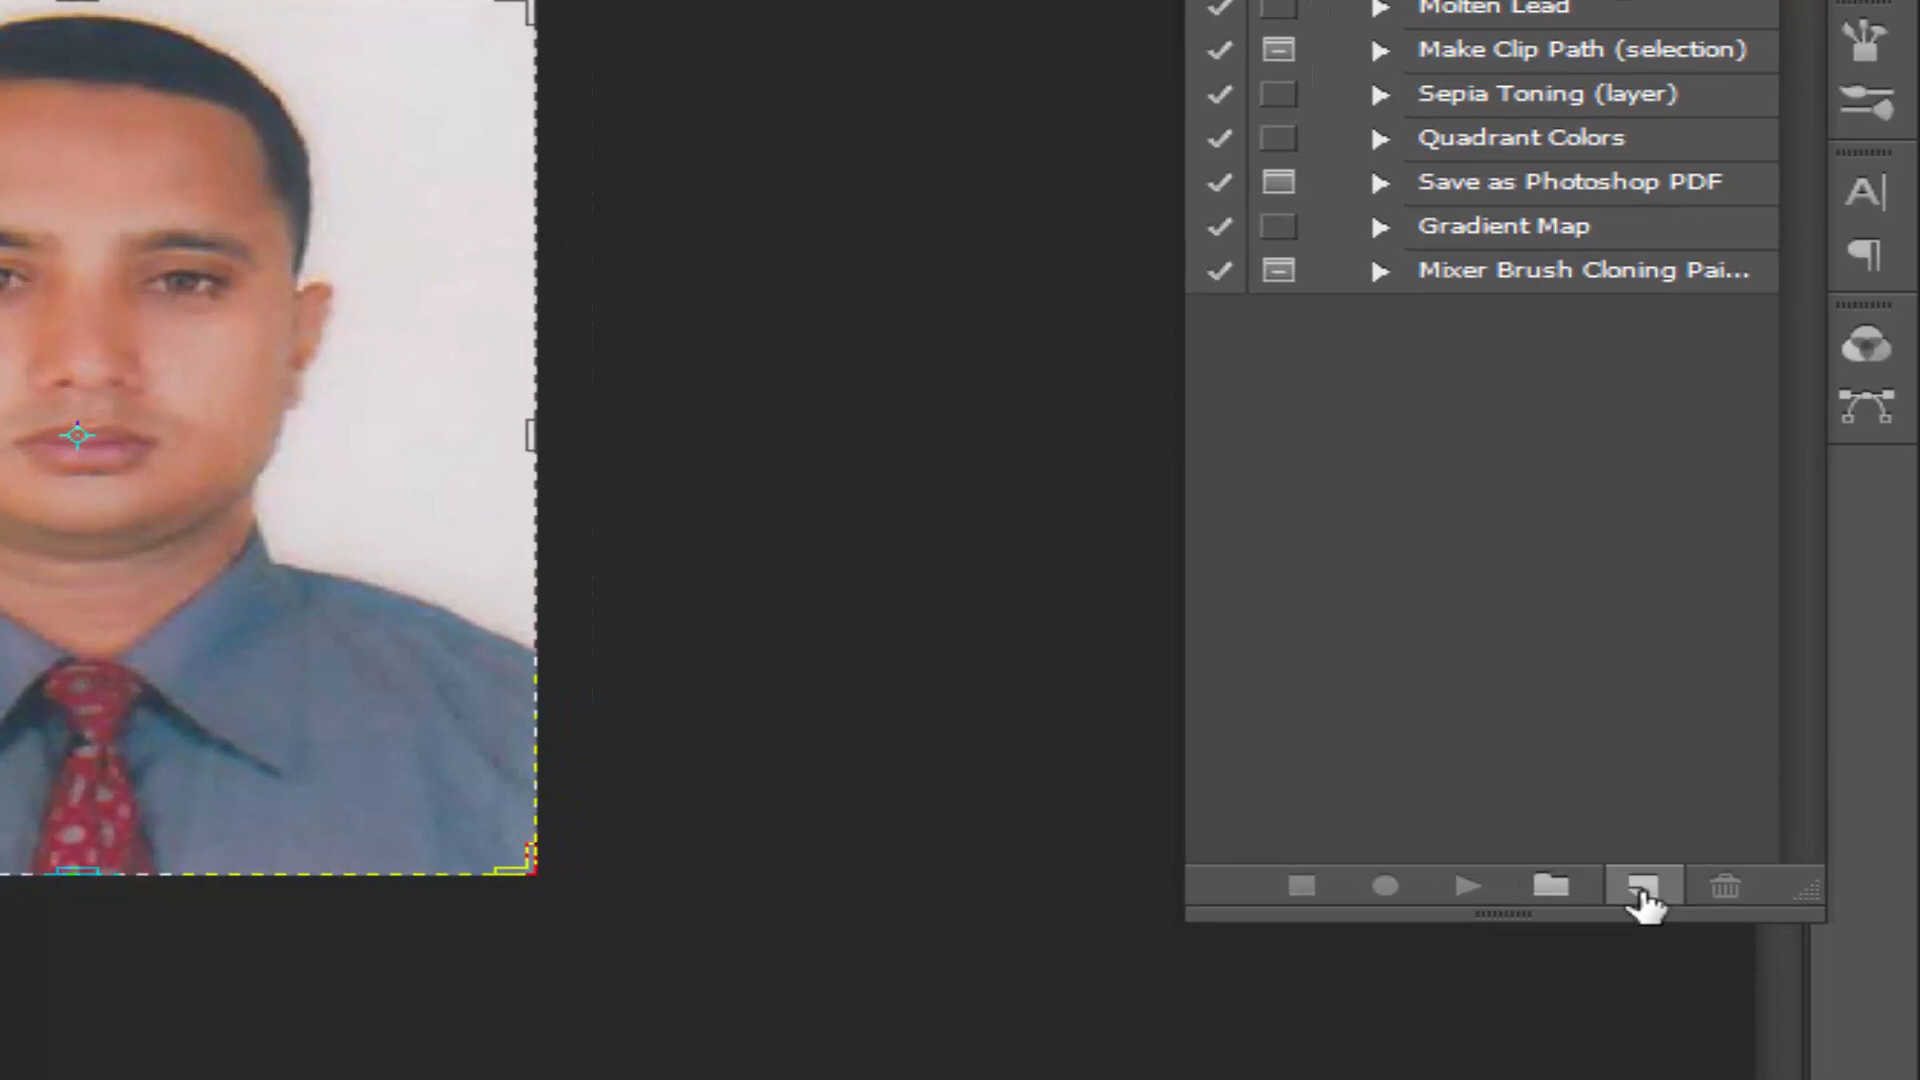 Molten Lead
Make Clip Path (selection)
Sepia Toning (layer)
Quadrant Colors
Save as Photoshop PDF
Gradient Map
Mixer Brush Cloning Pai...